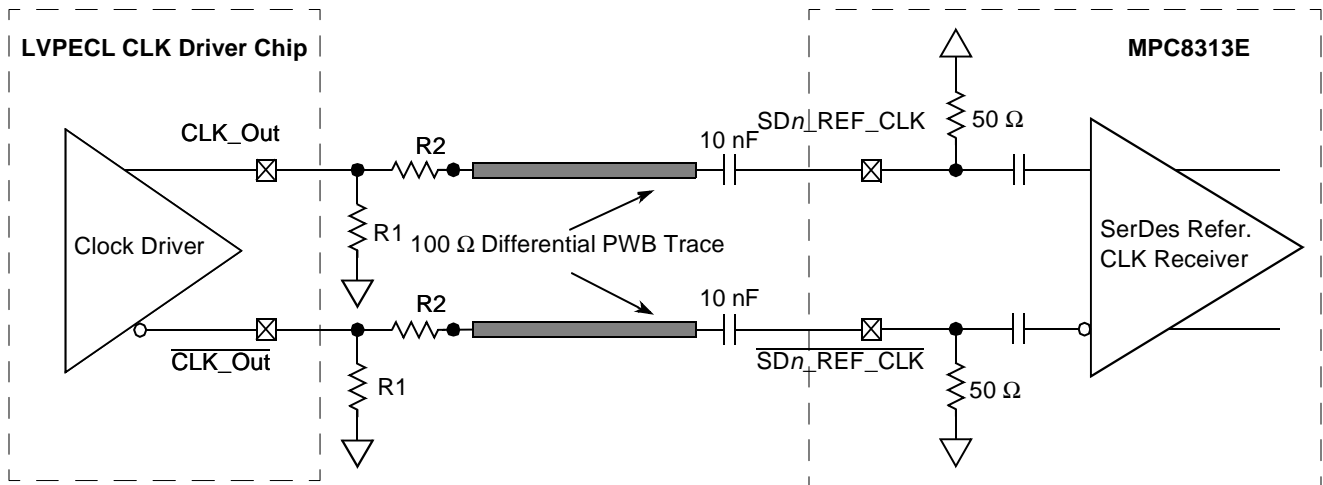 LVPECL CLK Driver Chip
MPC8313E
CLK_Out
R2
10 nF
SDn_REF_CLK
50 Ω
Clock Driver
R1
100 Ω Differential PWB Trace
SerDes Refer.
CLK Receiver
R2
10 nF
CLK_Out
SDn_REF_CLK
R1
50 Ω